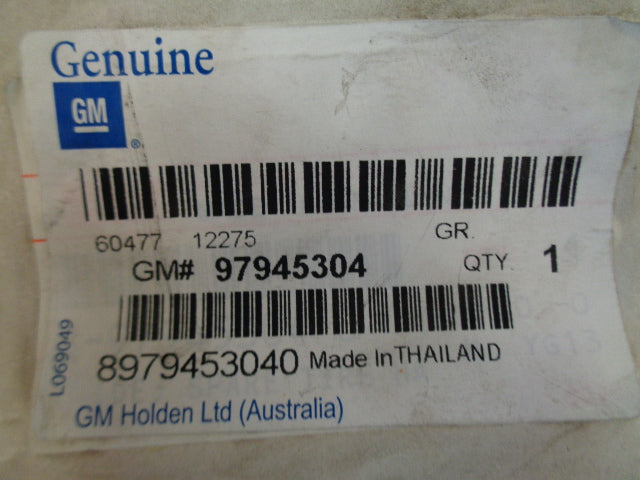 Genuine
GM
®
60477 12275 GR.
GM# 97945304 QTY. 1
L069049
8979453040 Made In THAILAND
GM Holden Ltd (Australia)